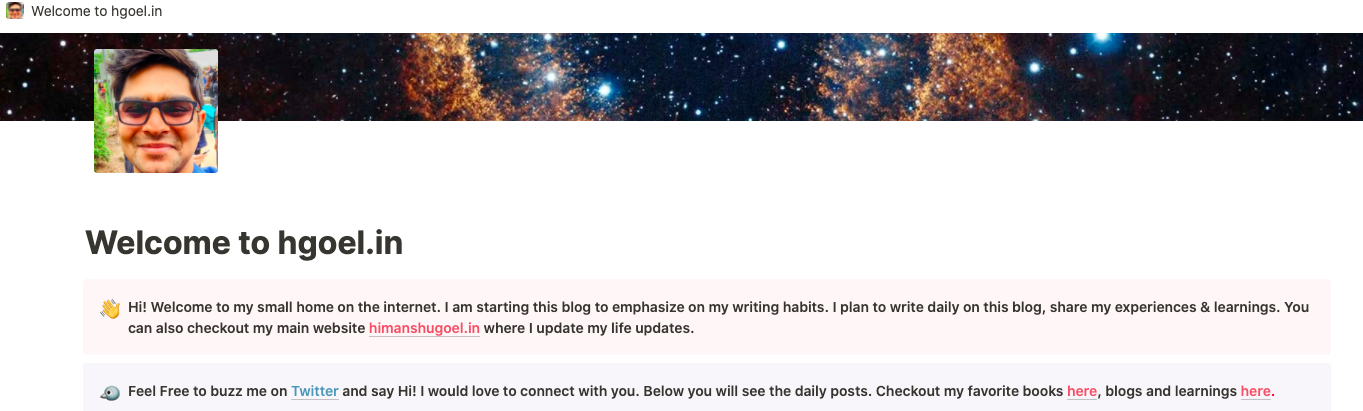 Welcome to hgoel.in
Welcome to hgoel.in
Hi! Welcome to my small home on the internet. I am starting this blog to emphasize on my writing habits. I plan to write daily on this blog, share my experiences & learnings. You
can also checkout my main website himanshugoel.in where I update my life updates.
Feel Free to buzz me on Twitter and say Hi! I would love to connect with you. Below you will see the daily posts. Checkout my favorite books here, blogs and learnings here.